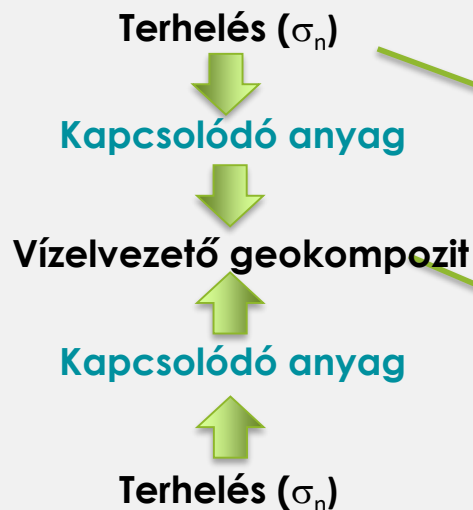 Terhelés (σₙ)
Kapcsolódó anyag
Vízelvezető geokompozit
Kapcsolódó anyag
Terhelés (σₙ)